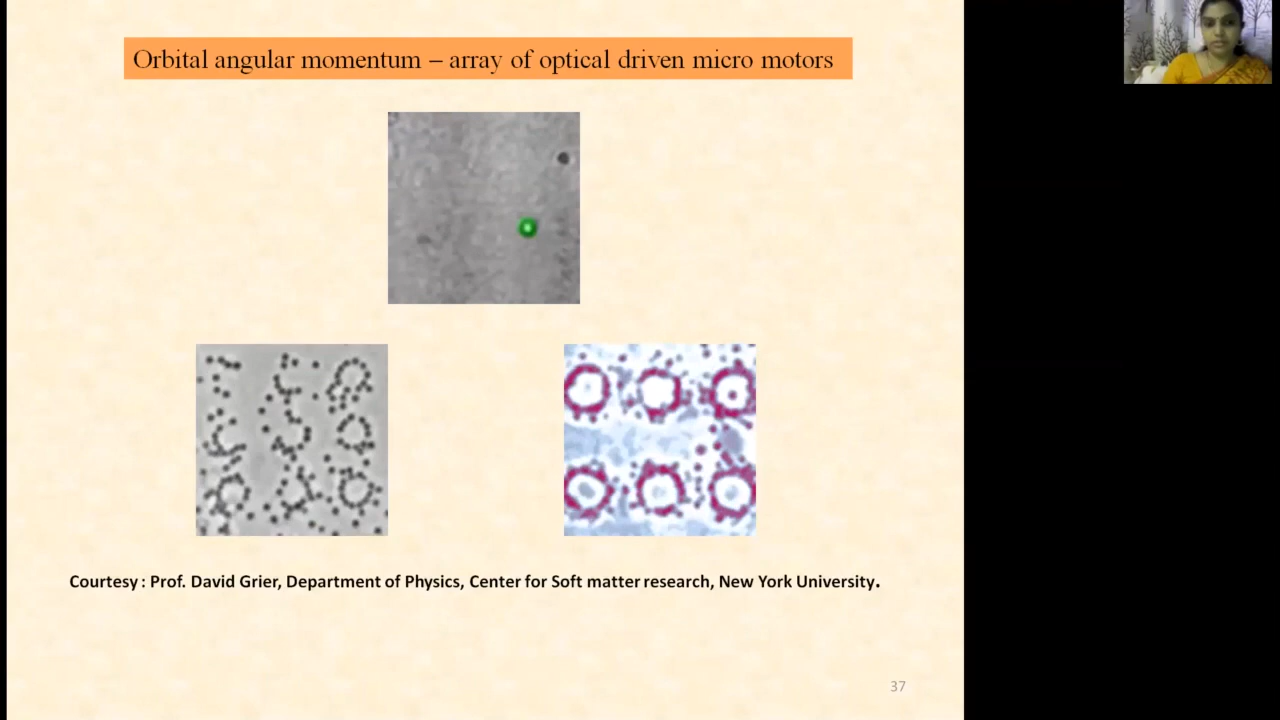 Orbital angular momentum – array of optical driven micro motors
Courtesy : Prof. David Grier, Department of Physics, Center for Soft matter research, New York University.
37